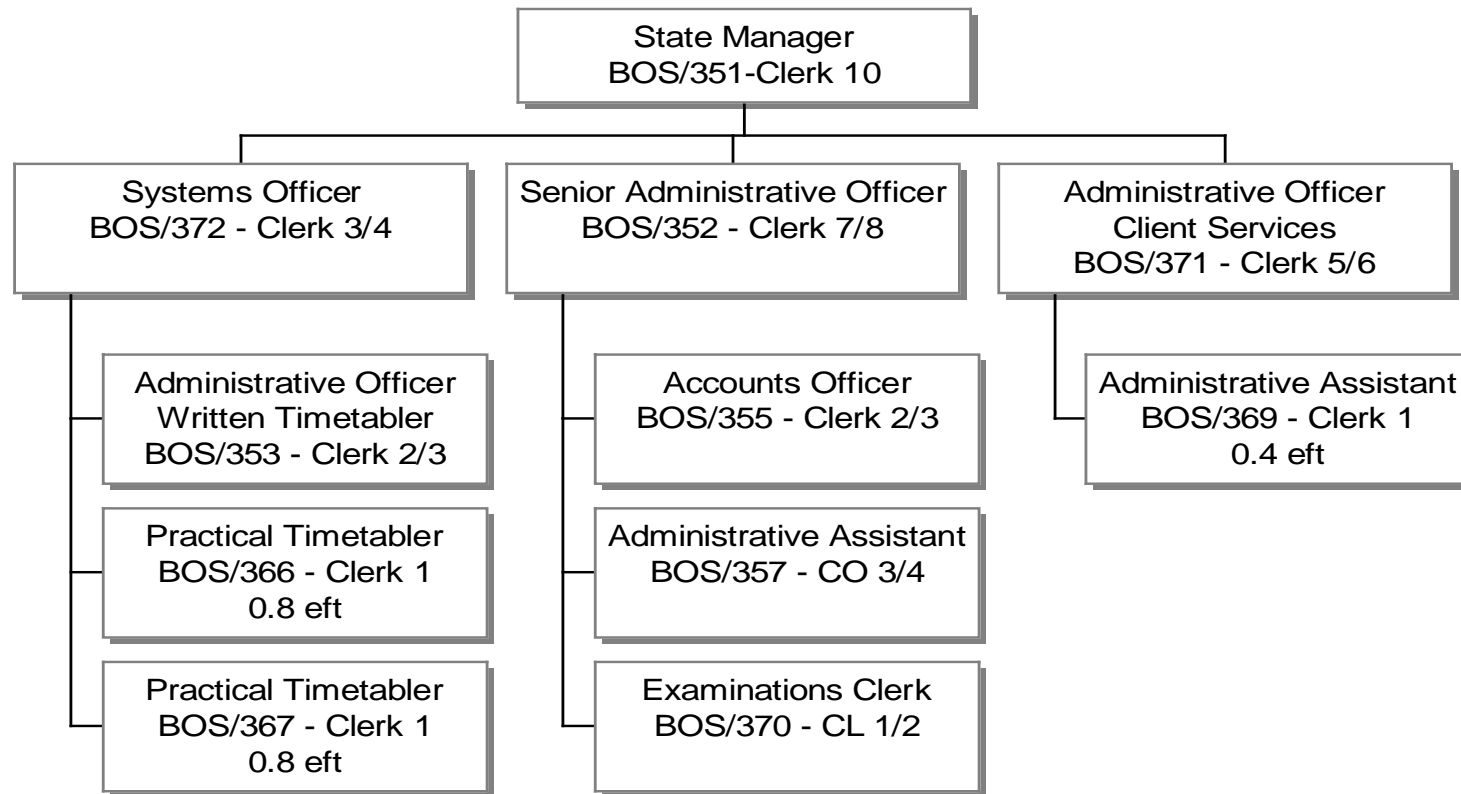 State Manager
BOS/351-Clerk 10
Systems Officer
BOS/372 - Clerk 3/4
Senior Administrative Officer
BOS/352 - Clerk 7/8
Administrative Officer
Client Services
BOS/371 - Clerk 5/6
Administrative Officer
Written Timetabler
BOS/353 - Clerk 2/3
Practical Timetabler
BOS/366 - Clerk 1
0.8 eft
Practical Timetabler
BOS/367 - Clerk 1
0.8 eft
Accounts Officer
BOS/355 - Clerk 2/3
Administrative Assistant
BOS/357 - CO 3/4
Examinations Clerk
BOS/370 - CL 1/2
Administrative Assistant
BOS/369 - Clerk 1
0.4 eft